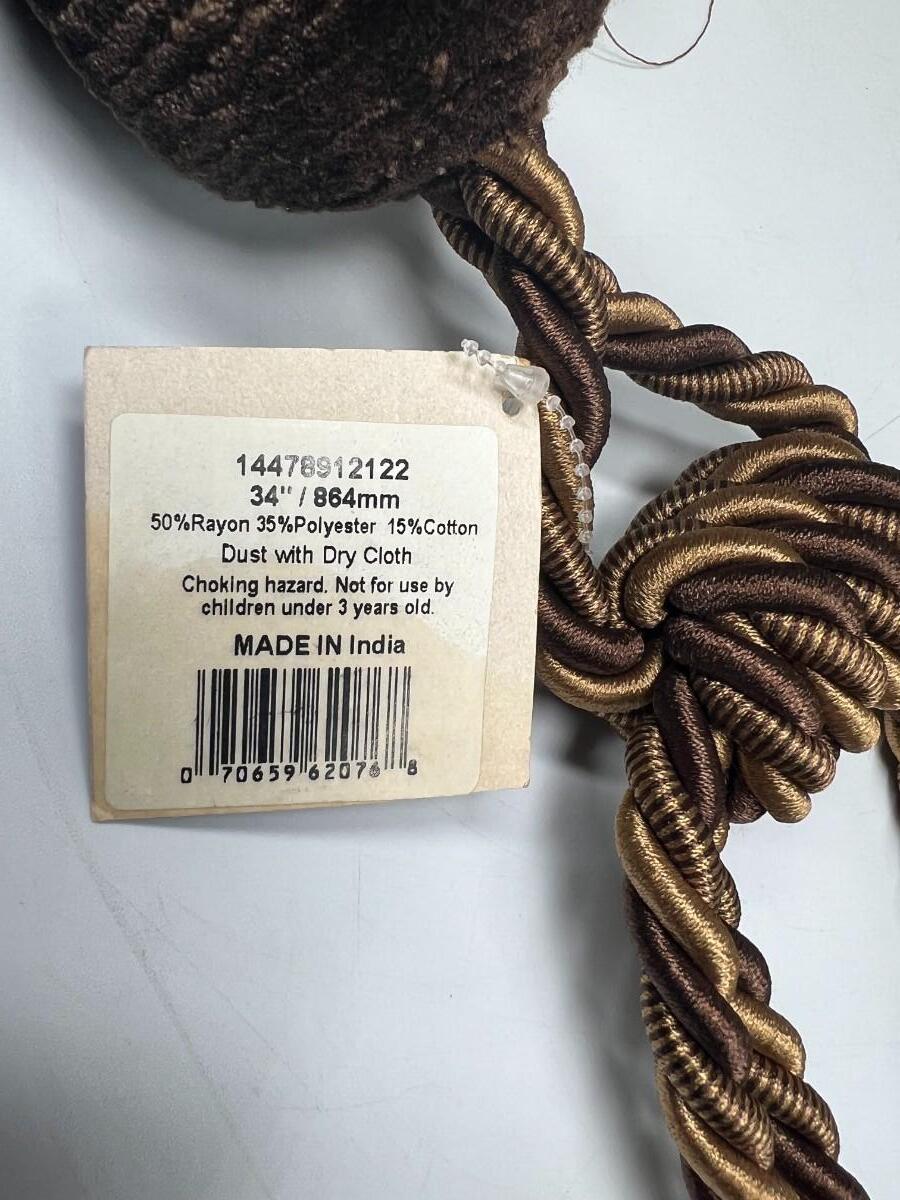 14478912122
34" / 864mm
50%Rayon 35%Polyester 15%Cotton
Dust with Dry Cloth
Choking hazard. Not for use by
children under 3 years old.
MADE IN India
0 70659 62076 8